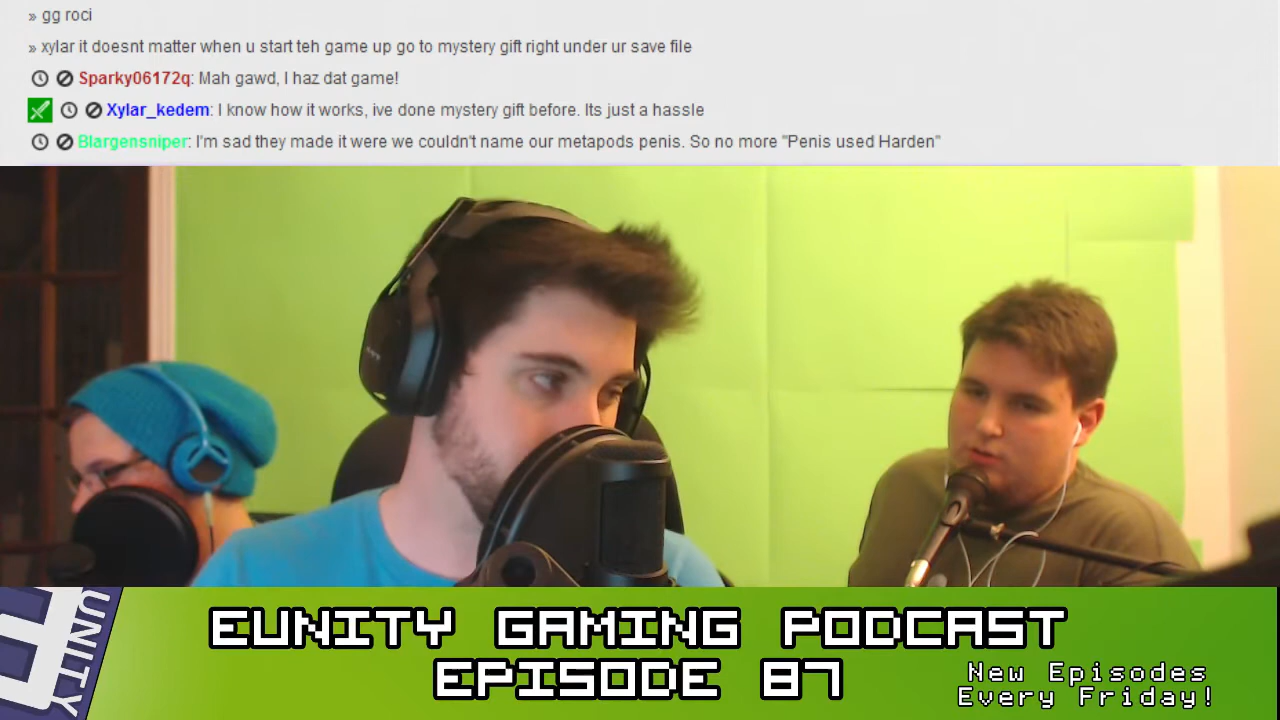 » gg roci
» xylar it doesnt matter when u start teh game up go to mystery gift right under ur save file
Sparky06172q: Mah gawd, I haz dat game!
Xylar_kedem: I know how it works, ive done mystery gift before. Its just a hassle
Blargensniper: I'm sad they made it were we couldn't name our metapods penis. So no more "Penis used Harden"
UNITY
EUNITY GAMING PODCAST
EPISODE 87
New Episodes
Every Friday!